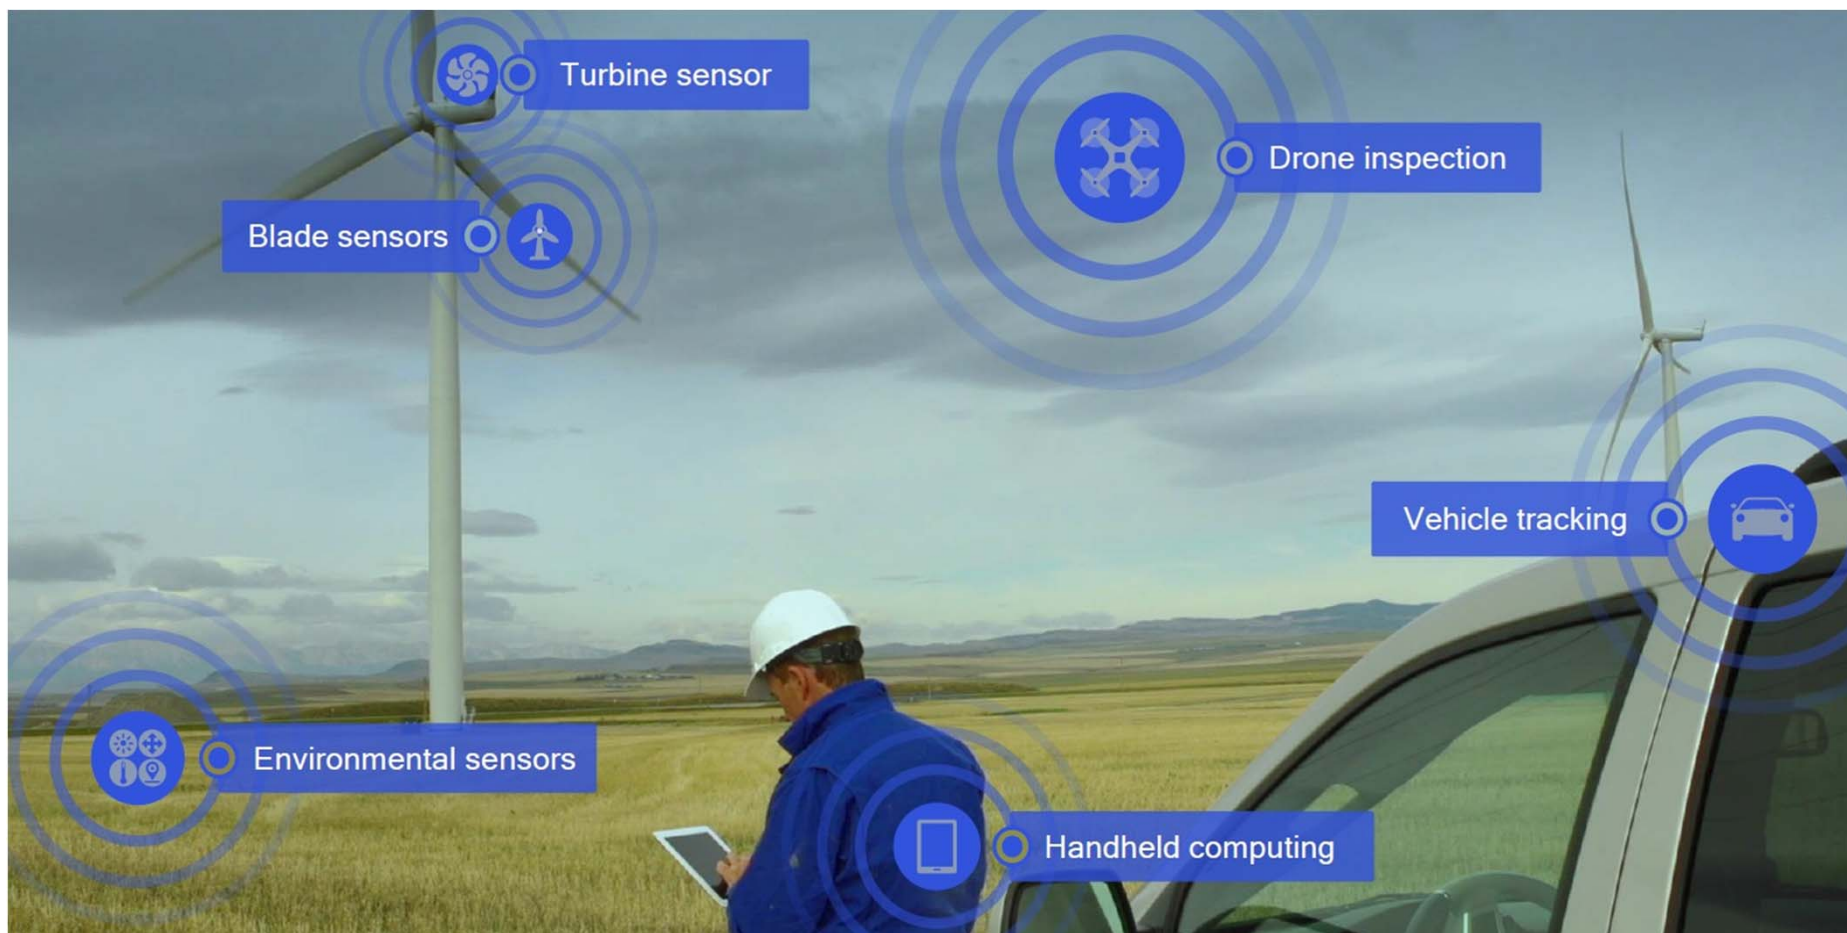 Turbine sensor
Drone inspection
Blade sensors
Vehicle tracking
Environmental sensors
Handheld computing